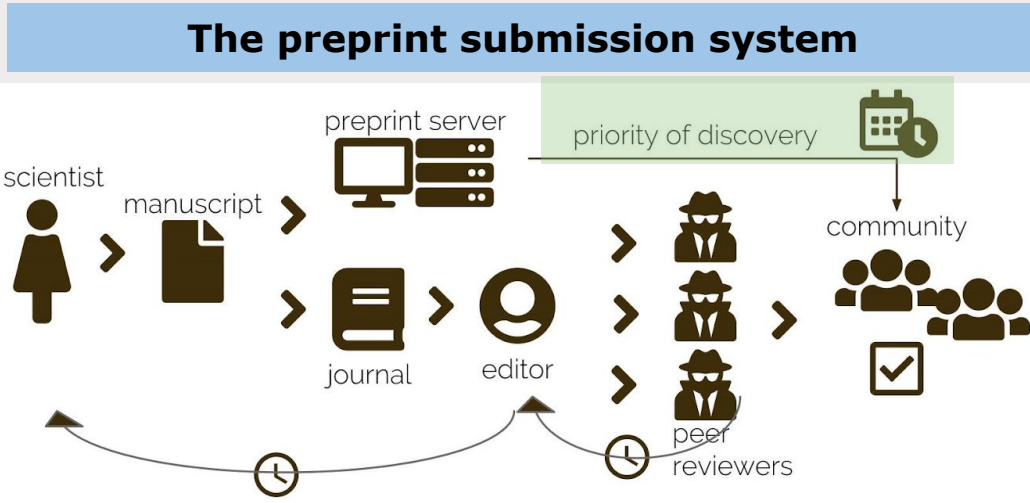 The preprint submission system
preprint server
priority of discovery
scientist
manuscript
community
journal
editor
peer
reviewers